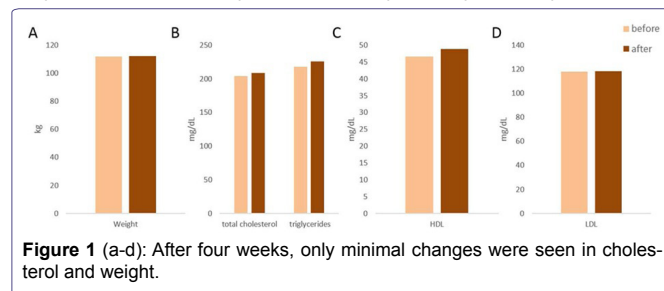 A
B
C
D
before
after
120
100
80
60
40
20
0
kg
Weight
250
200
150
100
50
0
mg/dL
total cholesterol
triglycerides
50
45
40
35
30
25
20
15
10
5
0
mg/dL
HDL
140
120
100
80
60
40
20
0
mg/dL
LDL
Figure 1 (a-d): After four weeks, only minimal changes were seen in choles-
terol and weight.